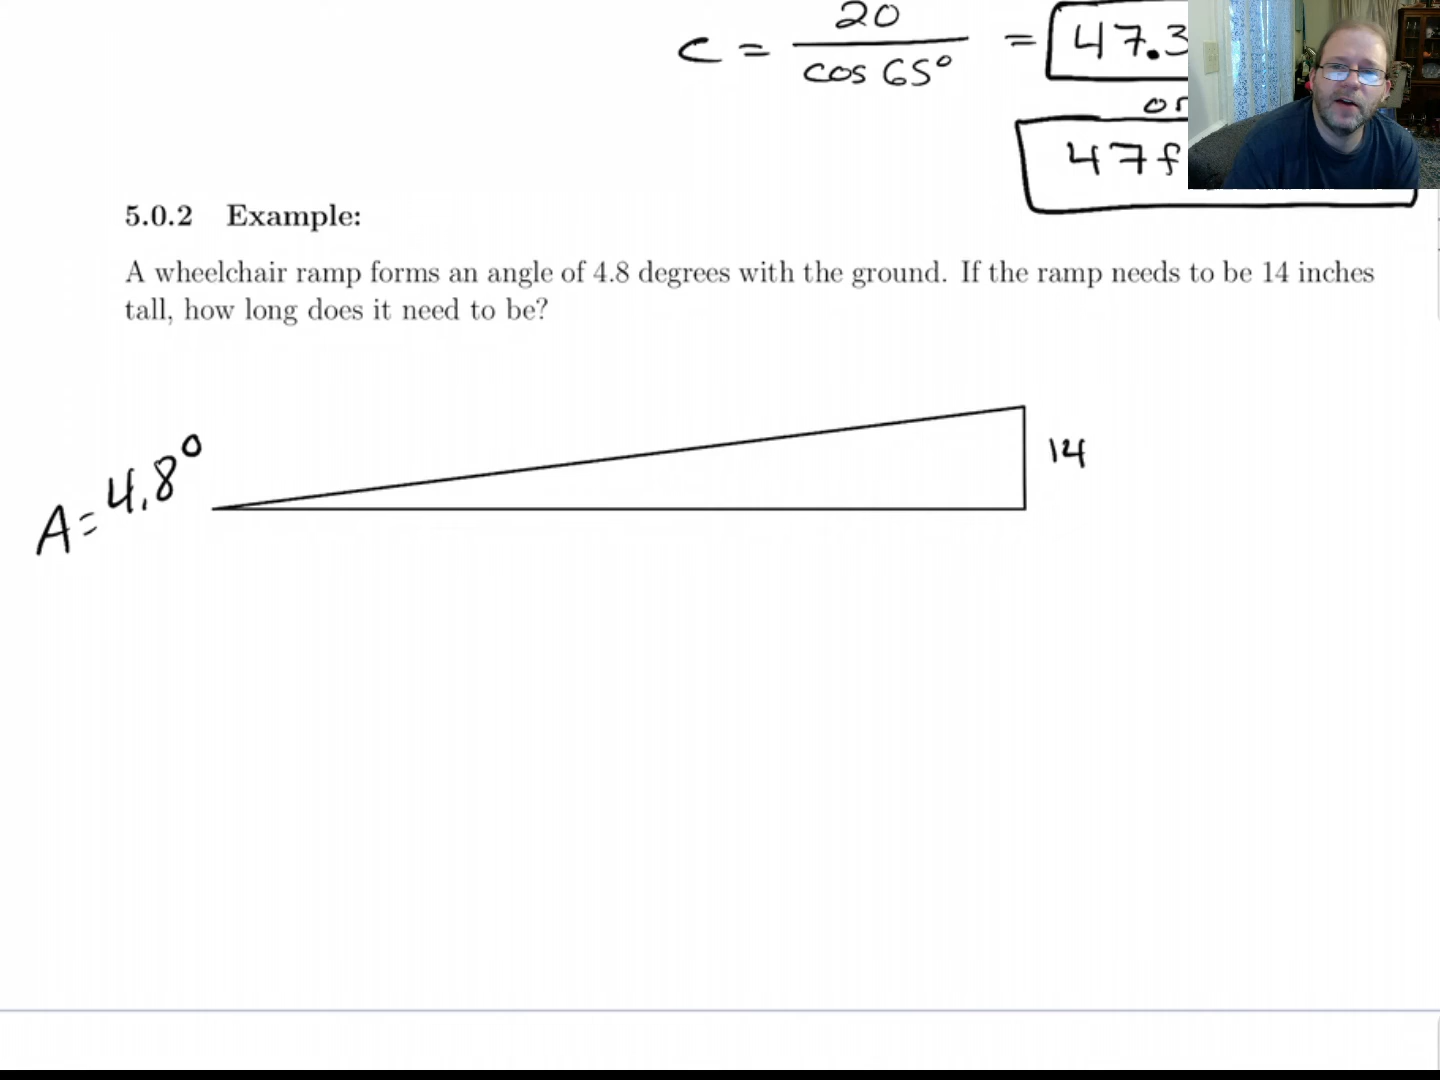 20
c = ――― = 47.3
cos 65°
or
47f
5.0.2 Example:
A wheelchair ramp forms an angle of 4.8 degrees with the ground. If the ramp needs to be 14 inches
tall, how long does it need to be?
14
A=4.8°